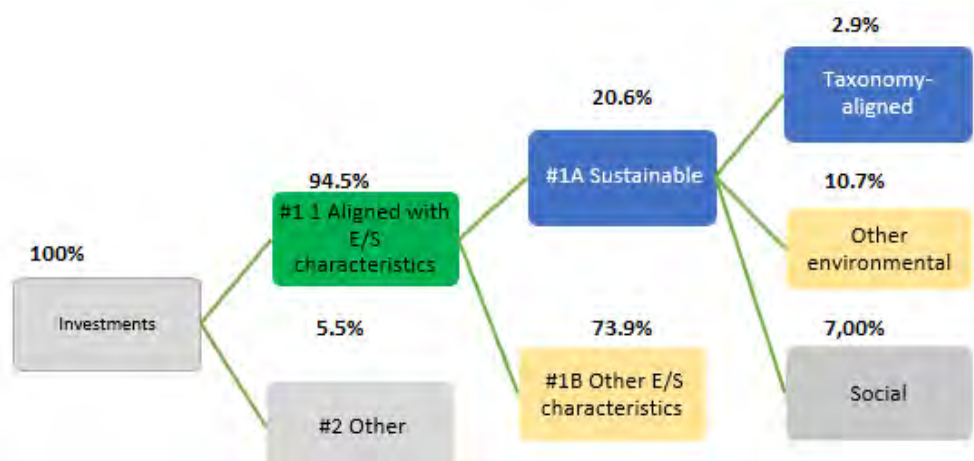 2.9%
Taxonomy-
aligned
20.6%
#1A Sustainable
94.5%
#1 1 Aligned with
E/S
characteristics
10.7%
Other
environmental
100%
Investments
5.5%
#2 Other
73.9%
#1B Other E/S
characteristics
7,00%
Social